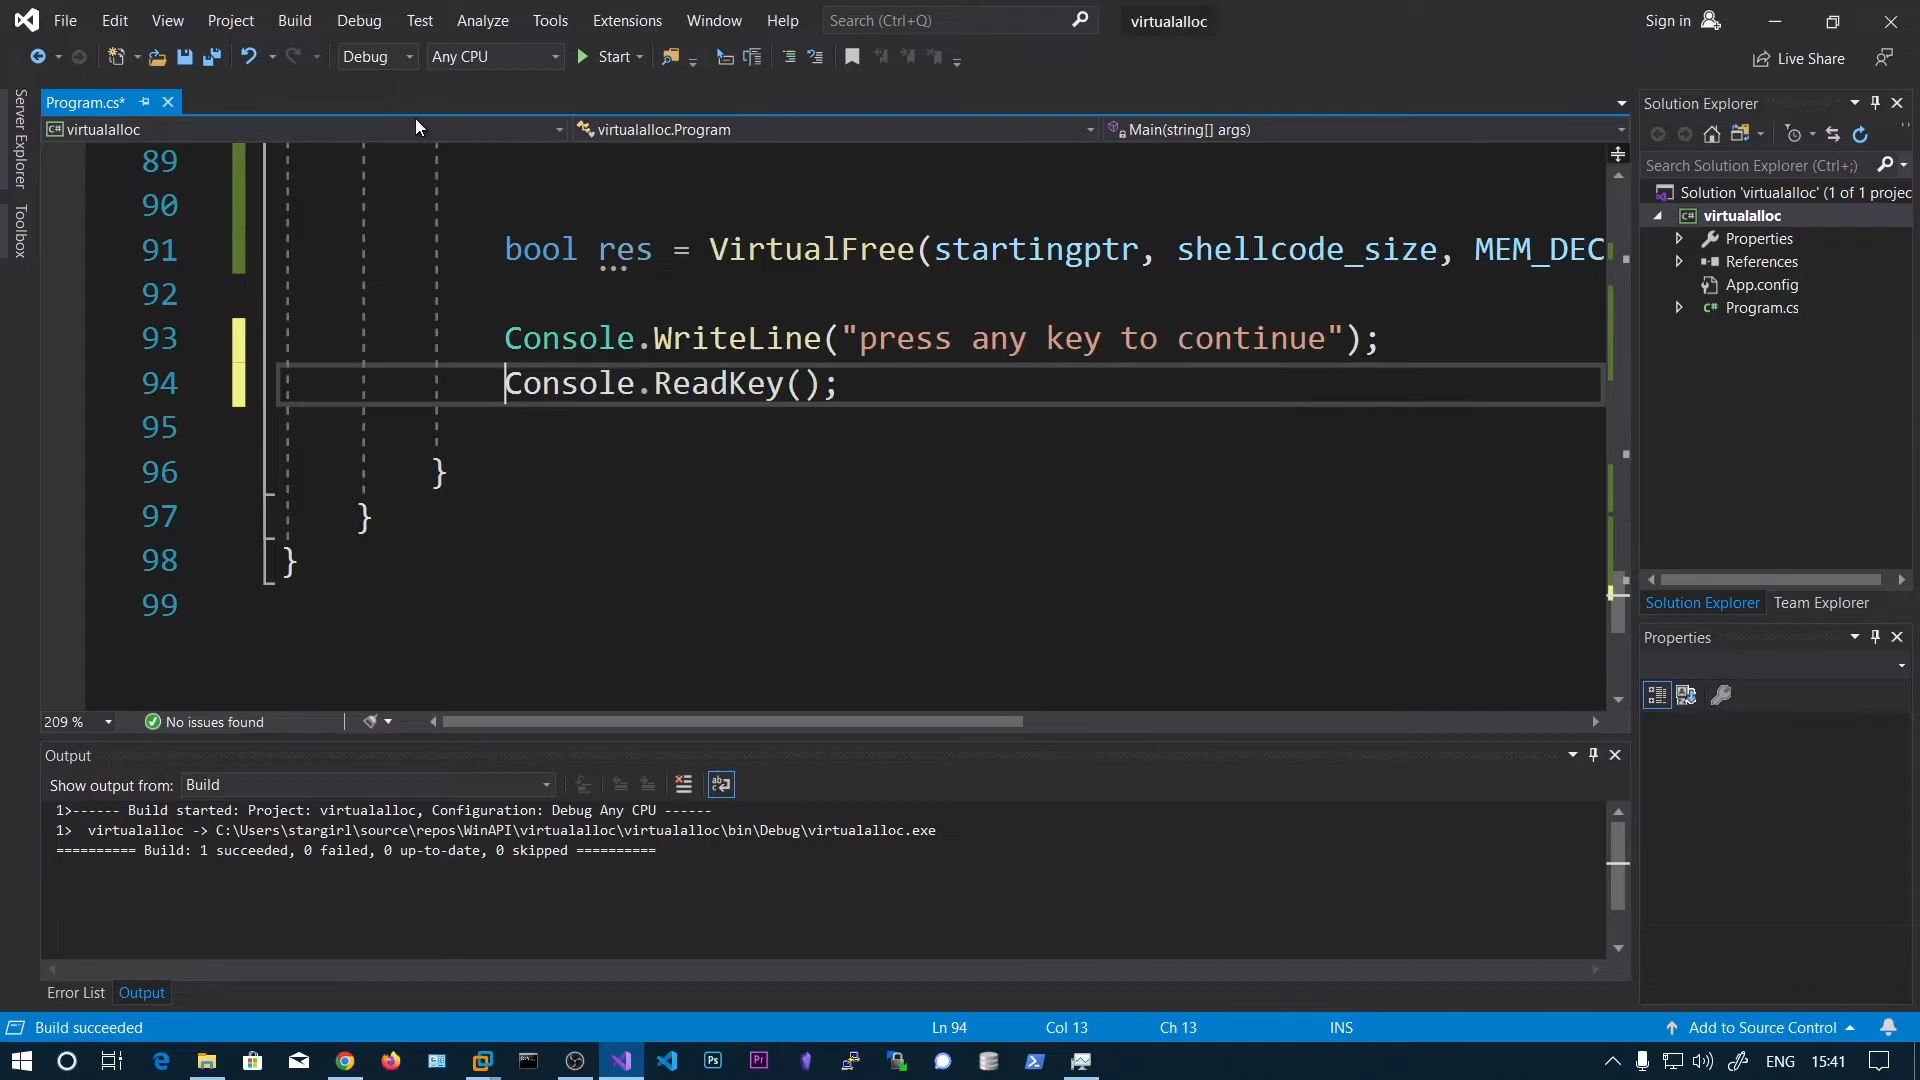 File Edit View Project Build Debug Test Analyze Tools Extensions Window Help Search (Ctrl+Q) virtualalloc Sign in
Debug Any CPU Start Live Share
Server Explorer
Toolbox
Program.cs*
virtualalloc virtualalloc.Program Main(string[] args)
89
90
91 bool res = VirtualFree(startingptr, shellcode_size, MEM_DEC
92
93 Console.WriteLine("press any key to continue");
94 Console.ReadKey();
95
96 }
97 }
98 }
99
209 % No issues found
Output
Show output from: Build
1>------ Build started: Project: virtualalloc, Configuration: Debug Any CPU ------
1>  virtualalloc -> C:\Users\stargirl\source\repos\WinAPI\virtualalloc\virtualalloc\bin\Debug\virtualalloc.exe
========== Build: 1 succeeded, 0 failed, 0 up-to-date, 0 skipped ==========
Error List Output
Solution Explorer
Search Solution Explorer (Ctrl+;)
Solution 'virtualalloc' (1 of 1 projec
C# virtualalloc
Properties
References
App.config
C# Program.cs
Solution Explorer Team Explorer
Properties
Build succeeded Ln 94 Col 13 Ch 13 INS Add to Source Control
Ps Pr ENG 15:41